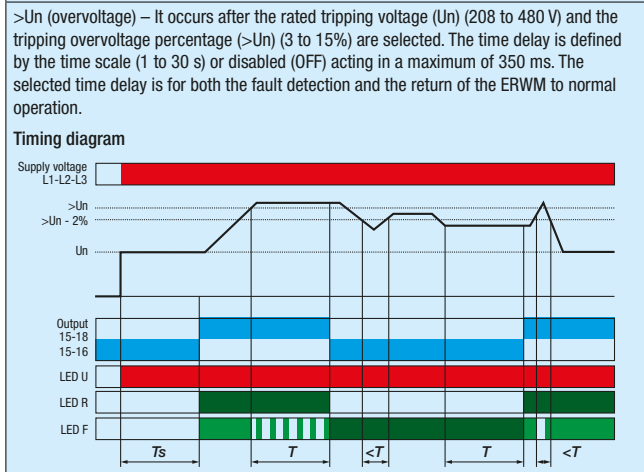 >Un (overvoltage) – It occurs after the rated tripping voltage (Un) (208 to 480 V) and the
tripping overvoltage percentage (>Un) (3 to 15%) are selected. The time delay is defined
by the time scale (1 to 30 s) or disabled (OFF) acting in a maximum of 350 ms. The
selected time delay is for both the fault detection and the return of the ERWM to normal
operation.
Timing diagram
Supply voltage
L1-L2-L3
>Un
>Un - 2%
Un
Output
15-18
15-16
LED U
LED R
LED F
Ts T <T T <T